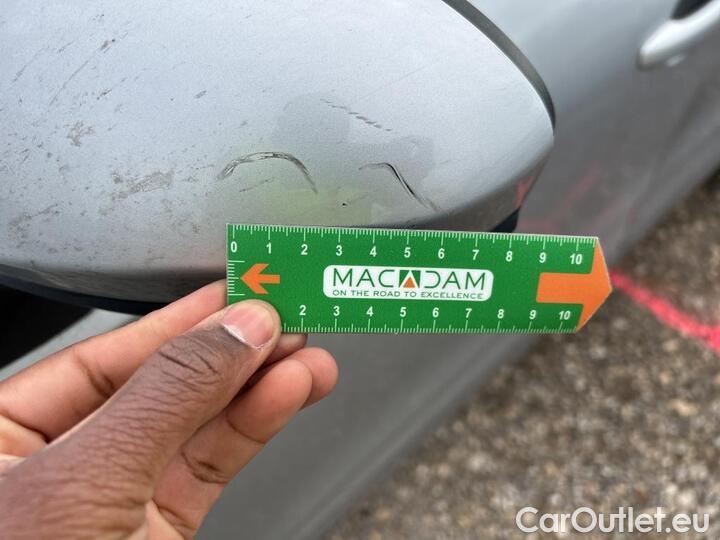 0 1 2 3 4 5 6 7 8 9 10
MACADAM
ON THE ROAD TO EXCELLENCE
2 3 4 5 6 7 8 9 10
CarOutlet.eu